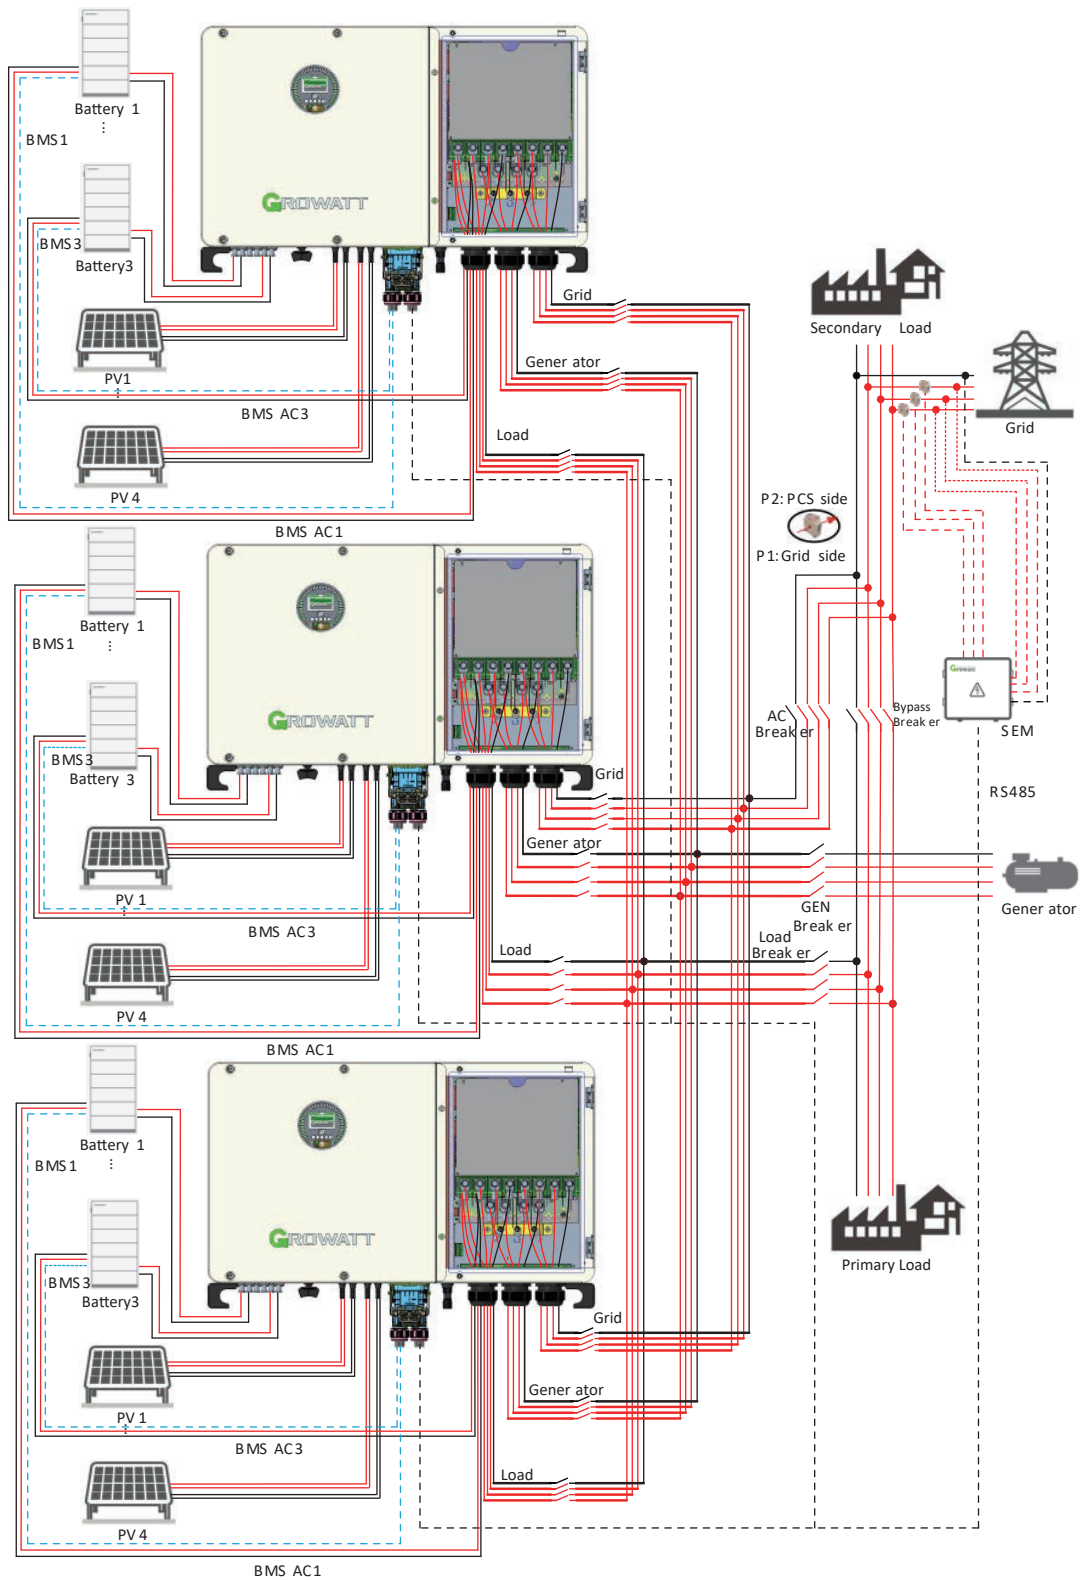 Battery 1
BMS1
GROWATT
BMS3
Battery3
Grid
Secondary Load
Gener ator
PV1
BMS AC3
Grid
Load
PV 4
P2: PCS side
BMS AC1
P1:Grid side
Battery 1
BMS1
Growatt
GROWATT
Bypass
Break er
AC
Break er
SEM
BMS3
Battery 3
Grid
RS485
Gener ator
PV 1
GEN
Break er
Gener ator
BMS AC3
Load
Load
Break er
PV 4
BMS AC1
Battery 1
BMS1
GROWATT
Primary Load
BMS3
Battery3
Grid
Gener ator
PV 1
BMS AC3
Load
PV 4
BMS AC1